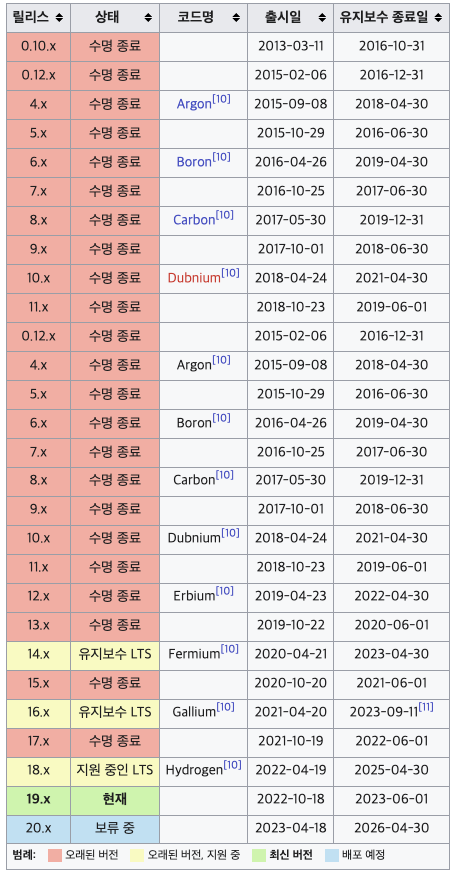 릴리스 상태 코드명 출시일 유지보수 종료일
0.10.x 수명 종료 2013-03-11 2016-10-31
0.12.x 수명 종료 2015-02-06 2016-12-31
4.x 수명 종료 Argon[10] 2015-09-08 2018-04-30
5.x 수명 종료 2015-10-29 2016-06-30
6.x 수명 종료 Boron[10] 2016-04-26 2019-04-30
7.x 수명 종료 2016-10-25 2017-06-30
8.x 수명 종료 Carbon[10] 2017-05-30 2019-12-31
9.x 수명 종료 2017-10-01 2018-06-30
10.x 수명 종료 Dubnium[10] 2018-04-24 2021-04-30
11.x 수명 종료 2018-10-23 2019-06-01
0.12.x 수명 종료 2015-02-06 2016-12-31
4.x 수명 종료 Argon[10] 2015-09-08 2018-04-30
5.x 수명 종료 2015-10-29 2016-06-30
6.x 수명 종료 Boron[10] 2016-04-26 2019-04-30
7.x 수명 종료 2016-10-25 2017-06-30
8.x 수명 종료 Carbon[10] 2017-05-30 2019-12-31
9.x 수명 종료 2017-10-01 2018-06-30
10.x 수명 종료 Dubnium[10] 2018-04-24 2021-04-30
11.x 수명 종료 2018-10-23 2019-06-01
12.x 수명 종료 Erbium[10] 2019-04-23 2022-04-30
13.x 수명 종료 2019-10-22 2020-06-01
14.x 유지보수 LTS Fermium[10] 2020-04-21 2023-04-30
15.x 수명 종료 2020-10-20 2021-06-01
16.x 유지보수 LTS Gallium[10] 2021-04-20 2023-09-11[11]
17.x 수명 종료 2021-10-19 2022-06-01
18.x 지원 중인 LTS Hydrogen[10] 2022-04-19 2025-04-30
19.x 현재 2022-10-18 2023-06-01
20.x 보류 중 2023-04-18 2026-04-30
범례: 오래된 버전 오래된 버전, 지원 중 최신 버전 배포 예정